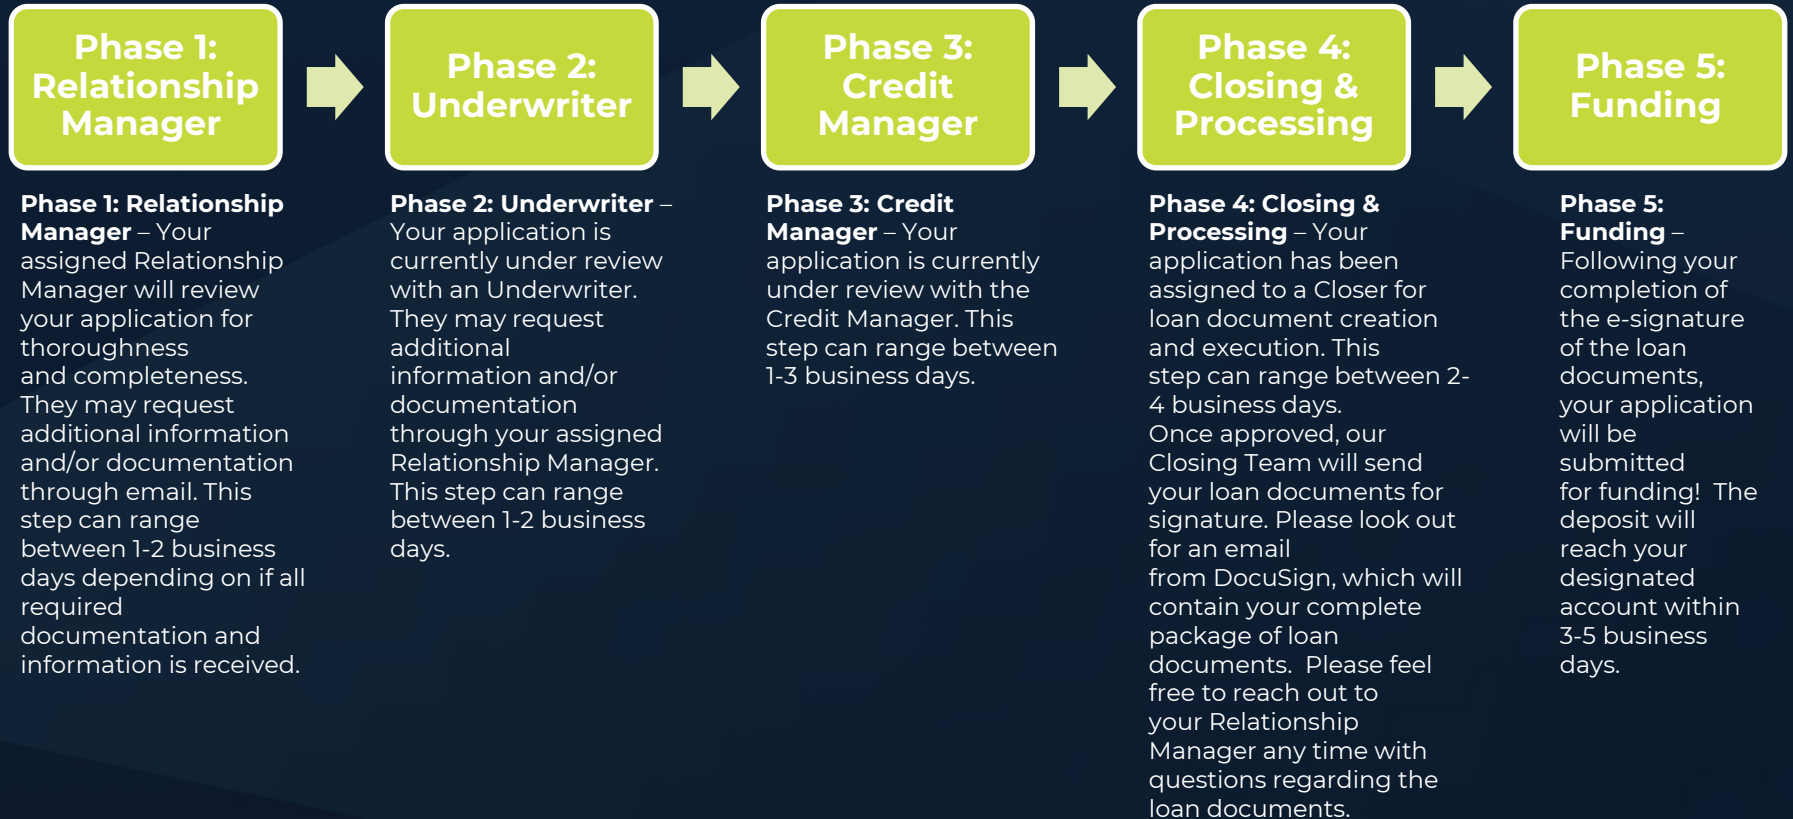 Phase 1:
Relationship
Manager
Phase 2:
Underwriter
Phase 3:
Credit
Manager
Phase 4:
Closing &
Processing
Phase 5:
Funding
Phase 1: Relationship
Manager – Your
assigned Relationship
Manager will review
your application for
thoroughness
and completeness.
They may request
additional information
and/or documentation
through email. This
step can range
between 1-2 business
days depending on if all
required
documentation and
information is received.
Phase 2: Underwriter –
Your application is
currently under review
with an Underwriter.
They may request
additional
information and/or
documentation
through your assigned
Relationship Manager.
This step can range
between 1-2 business
days.
Phase 3: Credit
Manager – Your
application is currently
under review with the
Credit Manager. This
step can range between
1-3 business days.
Phase 4: Closing &
Processing – Your
application has been
assigned to a Closer for
loan document creation
and execution. This
step can range between 2-
4 business days.
Once approved, our
Closing Team will send
your loan documents for
signature. Please look out
for an email
from DocuSign, which will
contain your complete
package of loan
documents.  Please feel
free to reach out to
your Relationship
Manager any time with
questions regarding the
loan documents.
Phase 5:
Funding –
Following your
completion of
the e-signature
of the loan
documents,
your application
will be
submitted
for funding!  The
deposit will
reach your
designated
account within
3-5 business
days.